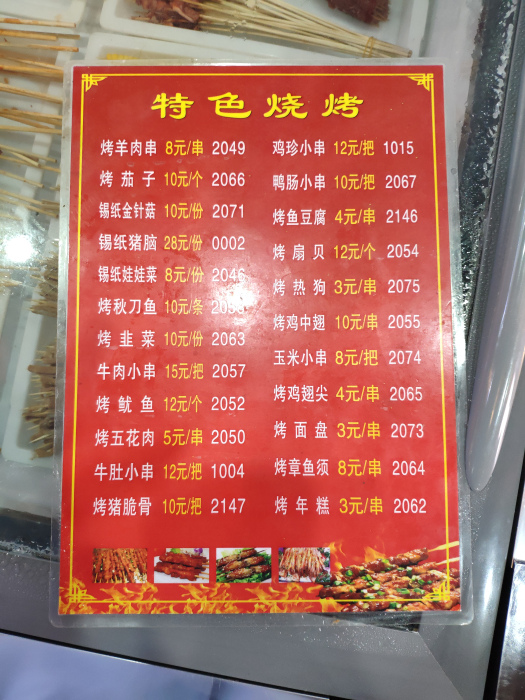 特色烧烤
烤羊肉串 8元/串 2049
烤茄子 10元/个 2066
锡纸金针菇 10元/份 2071
锡纸猪脑 28元/份 0002
锡纸娃娃菜 8元/份 2046
烤秋刀鱼 10元/条
烤韭菜 10元/份 2063
牛肉小串 15元/把 2057
烤鱿鱼 12元/个 2052
烤五花肉 5元/串 2050
牛肚小串 12元/把 1004
烤猪脆骨 10元/把 2147
鸡珍小串 12元/把 1015
鸭肠小串 10元/把 2067
烤鱼豆腐 4元/串 2146
烤扇贝 12元/个 2054
烤热狗 3元/串 2075
烤鸡中翅 10元/串 2055
玉米小串 8元/把 2074
烤鸡翅尖 4元/串 2065
烤面盘 3元/串 2073
烤章鱼须 8元/串 2064
烤年糕 3元/串 2062